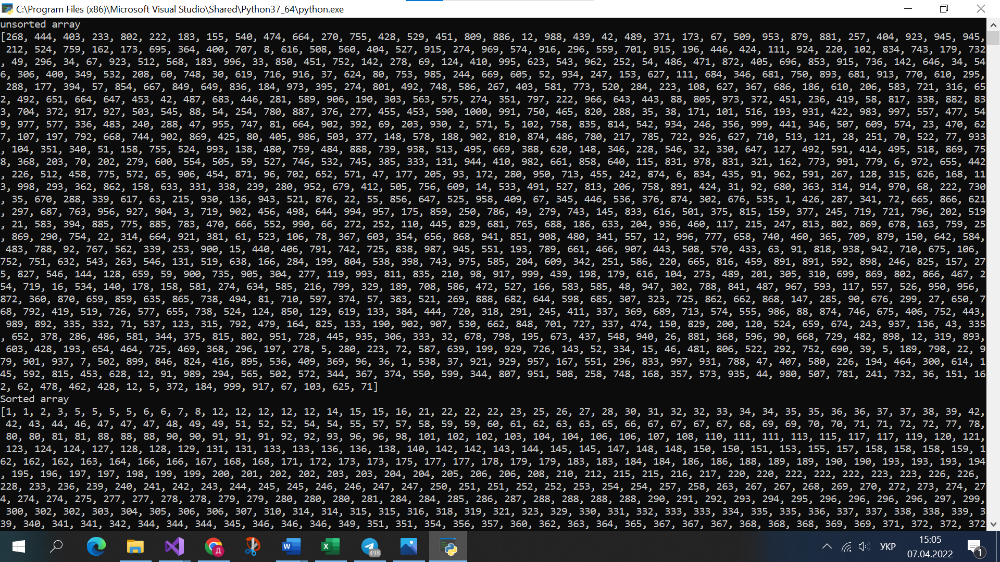 C:\Program Files (x86)\Microsoft Visual Studio\Shared\Python37_64\python.exe
unsorted array
[268, 444, 403, 233, 802, 222, 183, 155, 540, 474, 664, 270, 755, 428, 529, 451, 809, 886, 12, 988, 439, 42, 489, 371, 173, 67, 509, 953, 879, 881, 257, 404, 923, 945, 945,
212, 524, 759, 162, 173, 695, 364, 400, 707, 8, 616, 508, 560, 404, 527, 915, 274, 969, 574, 916, 296, 559, 701, 915, 196, 446, 424, 111, 924, 220, 102, 834, 743, 179, 732
, 49, 296, 34, 67, 923, 512, 568, 183, 996, 33, 850, 451, 752, 142, 278, 69, 124, 410, 995, 623, 543, 962, 252, 54, 486, 471, 872, 405, 696, 853, 915, 736, 142, 646, 34, 54
6, 306, 400, 349, 532, 208, 60, 748, 30, 619, 716, 916, 37, 624, 80, 753, 985, 244, 669, 605, 52, 934, 247, 153, 627, 111, 684, 346, 681, 750, 893, 681, 913, 770, 610, 295,
288, 177, 394, 57, 854, 667, 849, 649, 836, 184, 973, 395, 274, 801, 492, 748, 586, 267, 403, 581, 773, 520, 284, 223, 108, 627, 367, 686, 186, 610, 206, 583, 721, 316, 65
2, 492, 651, 664, 647, 453, 42, 487, 683, 446, 281, 589, 906, 190, 303, 563, 575, 274, 351, 797, 222, 966, 643, 443, 88, 805, 973, 372, 451, 236, 419, 58, 817, 338, 882, 83
3, 704, 372, 917, 927, 503, 545, 88, 54, 254, 780, 887, 376, 277, 455, 453, 590, 1000, 991, 750, 465, 820, 288, 35, 38, 171, 101, 516, 193, 931, 422, 983, 997, 557, 477, 54
9, 977, 577, 336, 483, 240, 288, 47, 955, 747, 81, 664, 902, 392, 69, 203, 930, 2, 571, 5, 102, 758, 835, 814, 542, 934, 246, 356, 999, 441, 346, 507, 609, 574, 23, 470, 62
7, 107, 197, 792, 668, 744, 902, 869, 425, 80, 405, 986, 503, 377, 148, 578, 188, 902, 810, 874, 486, 780, 217, 785, 722, 926, 627, 710, 513, 121, 28, 251, 70, 522, 77, 933
, 104, 351, 340, 51, 158, 755, 524, 993, 138, 480, 759, 484, 888, 739, 938, 513, 495, 669, 388, 620, 148, 346, 228, 546, 32, 330, 647, 127, 492, 591, 414, 495, 518, 869, 75
8, 368, 203, 70, 202, 279, 600, 554, 505, 59, 527, 746, 532, 745, 385, 333, 131, 944, 410, 982, 661, 858, 640, 115, 831, 978, 831, 321, 162, 773, 991, 779, 6, 972, 655, 442
, 226, 512, 458, 775, 572, 65, 906, 454, 871, 96, 702, 652, 571, 47, 177, 205, 93, 172, 280, 950, 713, 455, 242, 874, 6, 834, 435, 91, 962, 591, 267, 128, 315, 626, 168, 11
3, 998, 293, 362, 862, 158, 633, 331, 338, 239, 280, 952, 679, 412, 505, 756, 609, 14, 533, 491, 527, 813, 206, 758, 891, 424, 31, 92, 680, 363, 314, 914, 970, 68, 222, 730
, 35, 670, 288, 339, 617, 63, 215, 930, 136, 943, 521, 876, 22, 55, 856, 647, 525, 958, 409, 67, 345, 446, 536, 376, 874, 302, 676, 535, 1, 426, 287, 341, 72, 665, 866, 621
, 297, 687, 763, 956, 927, 904, 3, 719, 902, 456, 498, 644, 994, 957, 175, 859, 250, 786, 49, 279, 743, 145, 833, 616, 501, 375, 815, 159, 377, 245, 719, 721, 796, 202, 519
, 21, 583, 394, 885, 775, 885, 783, 470, 666, 552, 990, 66, 272, 252, 110, 445, 829, 681, 765, 688, 186, 633, 204, 936, 460, 117, 215, 247, 813, 802, 869, 678, 163, 759, 25
, 869, 290, 754, 22, 314, 664, 921, 381, 61, 523, 106, 78, 367, 603, 354, 656, 868, 941, 851, 908, 480, 341, 557, 12, 996, 777, 658, 740, 460, 365, 709, 879, 150, 642, 584,
483, 788, 92, 767, 562, 339, 253, 900, 15, 440, 406, 791, 742, 725, 838, 987, 945, 551, 193, 789, 661, 466, 907, 443, 508, 570, 433, 63, 91, 818, 938, 942, 710, 675, 106,
752, 751, 632, 543, 263, 546, 131, 519, 638, 166, 284, 199, 804, 538, 398, 743, 975, 585, 204, 609, 342, 251, 586, 220, 665, 816, 459, 891, 891, 592, 898, 246, 825, 157, 27
5, 827, 546, 144, 128, 659, 59, 900, 735, 905, 304, 277, 119, 993, 811, 835, 210, 98, 917, 999, 439, 198, 179, 616, 104, 273, 489, 201, 305, 310, 699, 869, 802, 866, 467, 2
54, 719, 16, 534, 140, 178, 158, 581, 274, 634, 585, 216, 799, 329, 189, 708, 586, 472, 527, 166, 583, 585, 48, 947, 302, 788, 841, 487, 967, 593, 117, 557, 526, 950, 956,
872, 360, 870, 659, 859, 635, 865, 738, 494, 81, 710, 597, 374, 57, 383, 521, 269, 888, 682, 644, 598, 685, 307, 323, 725, 862, 662, 868, 147, 285, 90, 676, 299, 27, 650, 7
68, 792, 419, 519, 726, 577, 655, 738, 524, 124, 850, 129, 619, 133, 384, 444, 720, 318, 291, 245, 411, 337, 369, 689, 713, 574, 555, 986, 88, 874, 746, 675, 406, 752, 443,
989, 892, 335, 332, 71, 537, 123, 315, 792, 479, 164, 825, 133, 190, 902, 907, 530, 662, 848, 701, 727, 337, 474, 150, 829, 200, 120, 524, 659, 674, 243, 937, 136, 43, 335
, 652, 378, 286, 486, 581, 344, 375, 815, 802, 951, 728, 445, 935, 306, 333, 32, 678, 798, 195, 673, 437, 548, 940, 26, 881, 368, 596, 90, 668, 729, 482, 898, 12, 319, 893,
603, 428, 193, 654, 464, 725, 469, 368, 296, 197, 278, 5, 280, 223, 72, 587, 639, 199, 929, 726, 143, 52, 334, 15, 46, 481, 806, 522, 292, 752, 690, 39, 5, 189, 798, 22, 9
79, 901, 937, 7, 502, 899, 846, 824, 416, 895, 536, 409, 369, 96, 36, 1, 538, 37, 921, 929, 957, 167, 551, 296, 833, 997, 931, 788, 47, 407, 580, 226, 194, 464, 300, 614, 1
45, 592, 815, 453, 628, 12, 91, 989, 294, 565, 502, 572, 344, 367, 374, 550, 599, 344, 807, 951, 508, 258, 748, 168, 357, 573, 935, 44, 980, 507, 781, 241, 732, 36, 151, 16
2, 62, 478, 462, 428, 12, 5, 372, 184, 999, 917, 67, 103, 625, 71]
Sorted array
[1, 1, 2, 3, 5, 5, 5, 5, 6, 6, 7, 8, 12, 12, 12, 12, 12, 14, 15, 15, 16, 21, 22, 22, 22, 23, 25, 26, 27, 28, 30, 31, 32, 32, 33, 34, 34, 35, 35, 36, 36, 37, 37, 38, 39, 42,
42, 43, 44, 46, 47, 47, 47, 48, 49, 49, 51, 52, 52, 54, 54, 55, 57, 57, 58, 59, 59, 60, 61, 62, 63, 63, 65, 66, 67, 67, 67, 67, 68, 69, 69, 70, 70, 71, 71, 72, 72, 77, 78,
80, 80, 81, 81, 88, 88, 88, 90, 90, 91, 91, 91, 92, 92, 93, 96, 96, 98, 101, 102, 102, 103, 104, 104, 106, 106, 107, 108, 110, 111, 111, 113, 115, 117, 117, 119, 120, 121,
123, 124, 124, 127, 128, 128, 129, 131, 131, 133, 133, 136, 136, 138, 140, 142, 142, 143, 144, 145, 145, 147, 148, 148, 150, 150, 151, 153, 155, 157, 158, 158, 158, 159, 1
62, 162, 162, 163, 164, 166, 166, 167, 168, 168, 171, 172, 173, 173, 175, 177, 177, 178, 179, 179, 183, 183, 184, 184, 186, 186, 188, 189, 189, 190, 190, 193, 193, 193, 194
, 195, 196, 197, 197, 198, 199, 199, 200, 201, 202, 202, 203, 203, 204, 204, 205, 206, 206, 208, 210, 212, 215, 215, 216, 217, 220, 220, 222, 222, 222, 223, 223, 226, 226,
228, 233, 236, 239, 240, 241, 242, 243, 244, 245, 245, 246, 246, 247, 247, 250, 251, 251, 252, 252, 253, 254, 254, 257, 258, 263, 267, 267, 268, 269, 270, 272, 273, 274, 27
4, 274, 274, 275, 277, 277, 278, 278, 279, 279, 280, 280, 280, 281, 284, 284, 285, 286, 287, 288, 288, 288, 288, 290, 291, 292, 293, 294, 295, 296, 296, 296, 296, 297, 299,
300, 302, 302, 303, 304, 305, 306, 306, 307, 310, 314, 314, 315, 315, 316, 318, 319, 321, 323, 329, 330, 331, 332, 333, 333, 334, 335, 335, 336, 337, 337, 338, 338, 339, 3
39, 340, 341, 341, 342, 344, 344, 344, 345, 346, 346, 346, 349, 351, 351, 354, 356, 357, 360, 362, 363, 364, 365, 367, 367, 367, 368, 368, 368, 369, 369, 371, 372, 372, 372
498
УКР
15:05
07.04.2022
1